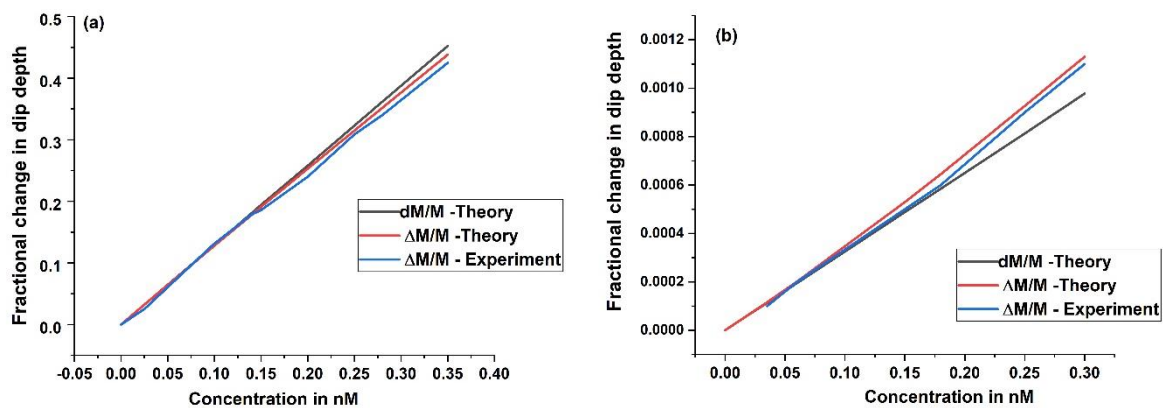 (a)
Fractional change in dip depth
0.5
0.4
0.3
0.2
0.1
0.0
dM/M -Theory
ΔM/M -Theory
ΔM/M - Experiment
-0.05 0.00 0.05 0.10 0.15 0.20 0.25 0.30 0.35 0.40
Concentration in nM
(b)
Fractional change in dip depth
0.0012
0.0010
0.0008
0.0006
0.0004
0.0002
0.0000
dM/M -Theory
ΔM/M -Theory
ΔM/M - Experiment
0.00 0.05 0.10 0.15 0.20 0.25 0.30
Concentration in nM